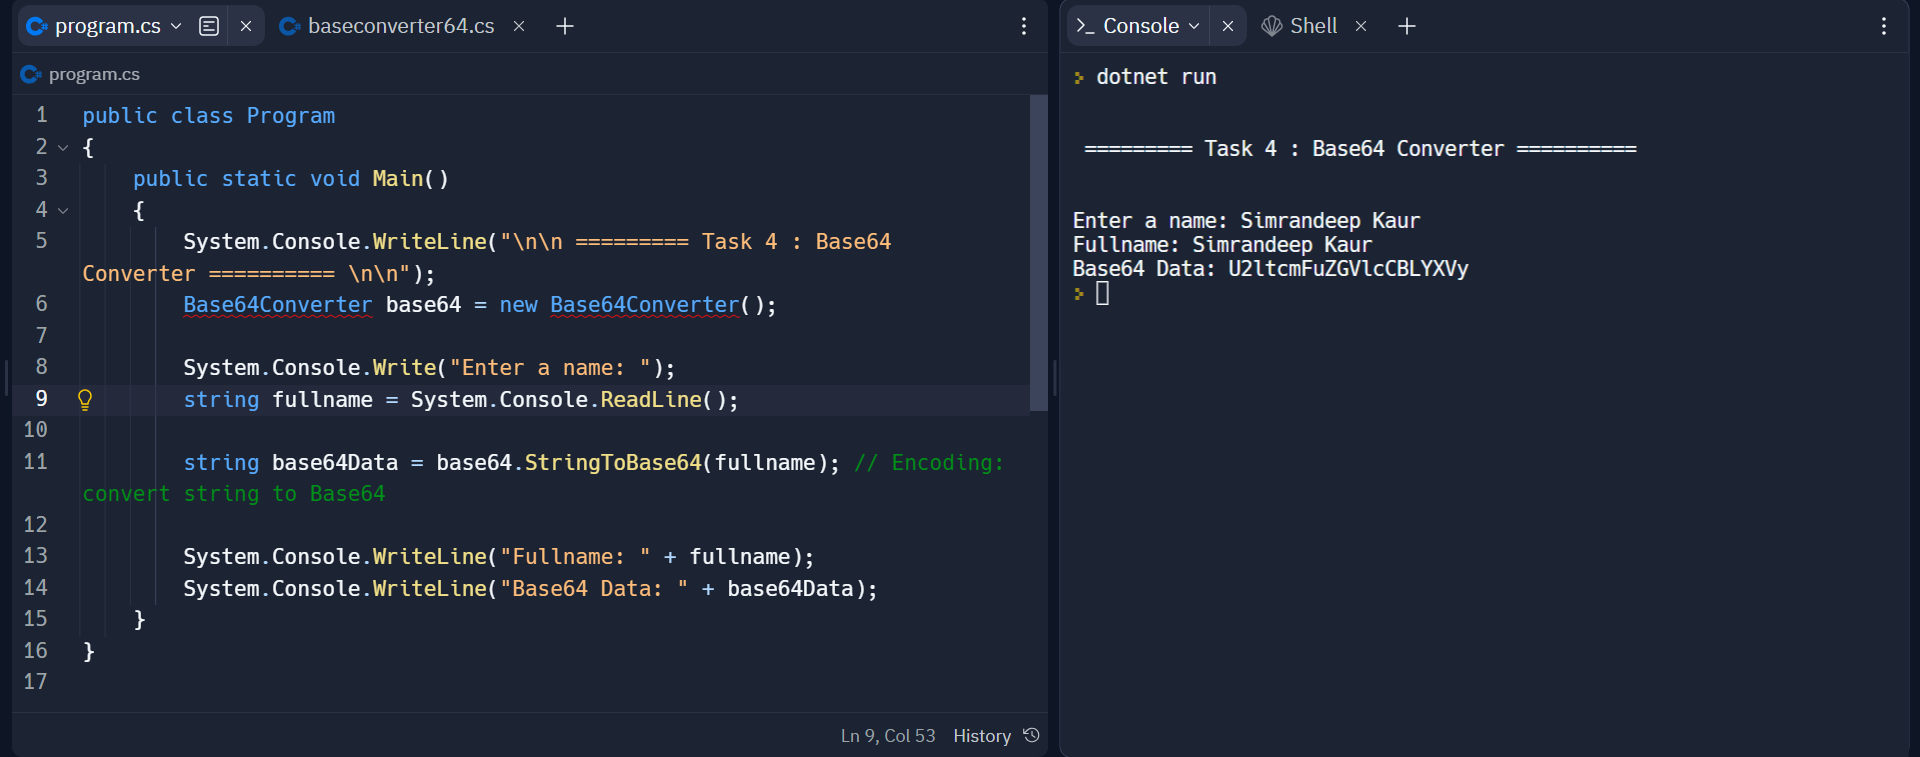 program.cs
baseconverter64.cs
program.cs
1 public class Program
2 {
3 public static void Main()
4 {
5 System.Console.WriteLine("\n\n ========= Task 4 : Base64
Converter ========== \n\n");
6 Base64Converter base64 = new Base64Converter();
7
8 System.Console.Write("Enter a name: ");
9 string fullname = System.Console.ReadLine();
10
11 string base64Data = base64.StringToBase64(fullname); // Encoding:
convert string to Base64
12
13 System.Console.WriteLine("Fullname: " + fullname);
14 System.Console.WriteLine("Base64 Data: " + base64Data);
15 }
16 }
17
Ln 9, Col 53 History
Console
Shell
dotnet run
========= Task 4 : Base64 Converter ==========
Enter a name: Simrandeep Kaur
Fullname: Simrandeep Kaur
Base64 Data: U2ltcmFuZGVlcCBLYXVy